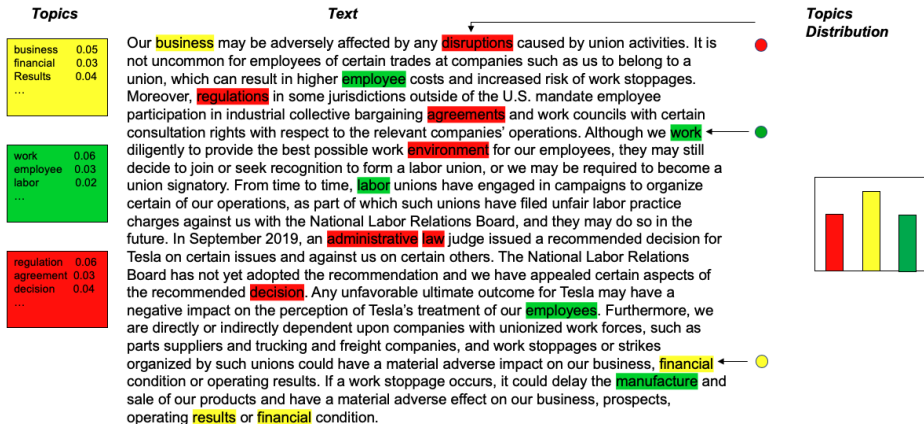 Topics
Text
Topics
Distribution
business 0.05
financial 0.03
Results 0.04
...
work 0.06
employee 0.03
labor 0.02
...
regulation 0.06
agreement 0.03
decision 0.04
...
Our business may be adversely affected by any disruptions caused by union activities. It is
not uncommon for employees of certain trades at companies such as us to belong to a
union, which can result in higher employee costs and increased risk of work stoppages.
Moreover, regulations in some jurisdictions outside of the U.S. mandate employee
participation in industrial collective bargaining agreements and work councils with certain
consultation rights with respect to the relevant companies' operations. Although we work
diligently to provide the best possible work environment for our employees, they may still
decide to join or seek recognition to form a labor union, or we may be required to become a
union signatory. From time to time, labor unions have engaged in campaigns to organize
certain of our operations, as part of which such unions have filed unfair labor practice
charges against us with the National Labor Relations Board, and they may do so in the
future. In September 2019, an administrative law judge issued a recommended decision for
Tesla on certain issues and against us on certain others. The National Labor Relations
Board has not yet adopted the recommendation and we have appealed certain aspects of
the recommended decision. Any unfavorable ultimate outcome for Tesla may have a
negative impact on the perception of Tesla's treatment of our employees. Furthermore, we
are directly or indirectly dependent upon companies with unionized work forces, such as
parts suppliers and trucking and freight companies, and work stoppages or strikes
organized by such unions could have a material adverse impact on our business, financial
condition or operating results. If a work stoppage occurs, it could delay the manufacture and
sale of our products and have a material adverse effect on our business, prospects,
operating results or financial condition.